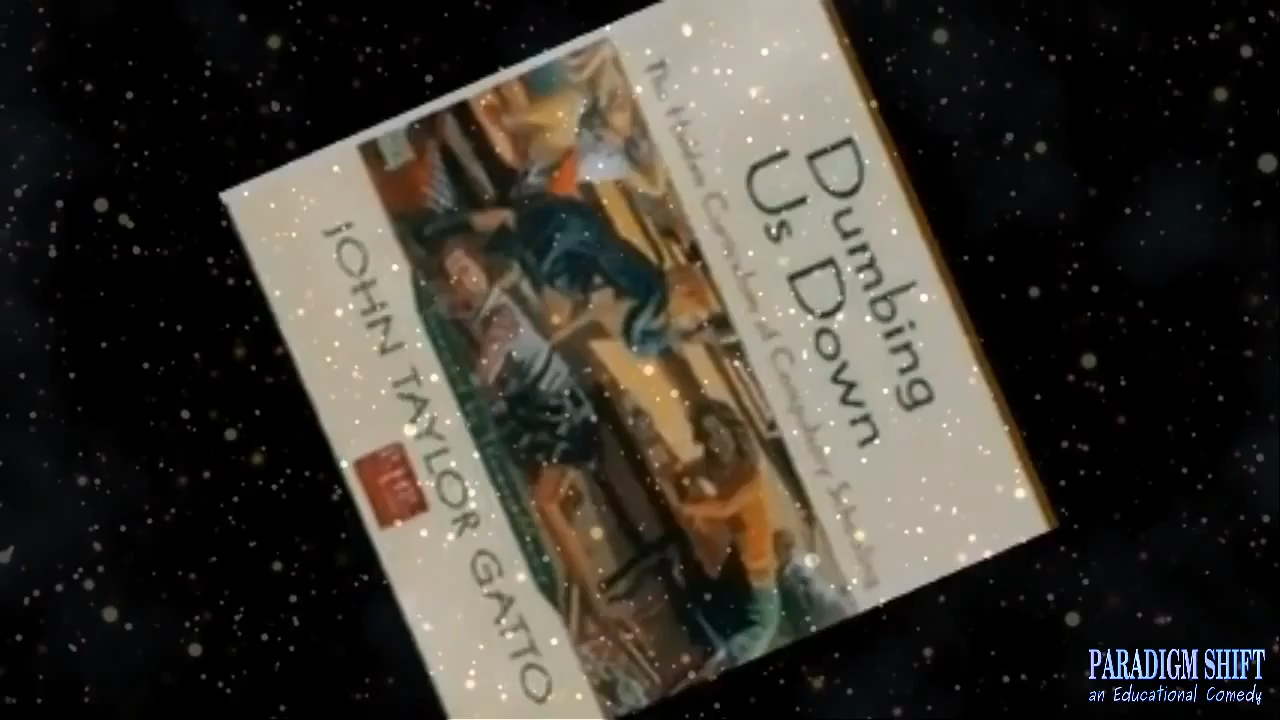 Dumbing
Us Down
The Hidden Curriculum of Compulsory Schooling
JOHN TAYLOR GATTO
PARADIGM SHIFT
an Educational Comedy